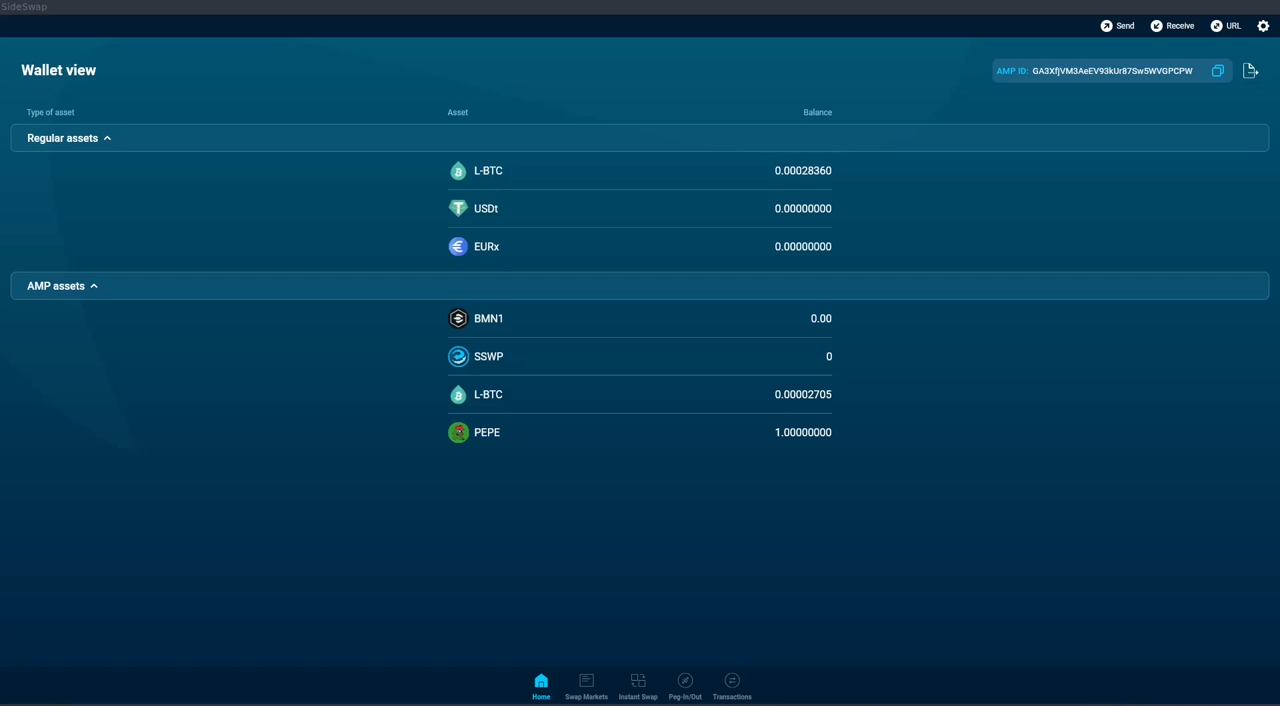 SideSwap
Send Receive URL
Wallet view
AMP ID: GA3XfjVM3AeEV93kUr87Sw5WVGPCPW
Type of asset Asset Balance
Regular assets
L-BTC 0.00028360
USDt 0.00000000
EURx 0.00000000
AMP assets
BMN1 0.00
SSWP 0
L-BTC 0.00002705
PEPE 1.00000000
Home Swap Markets Instant Swap Peg-In/Out Transactions